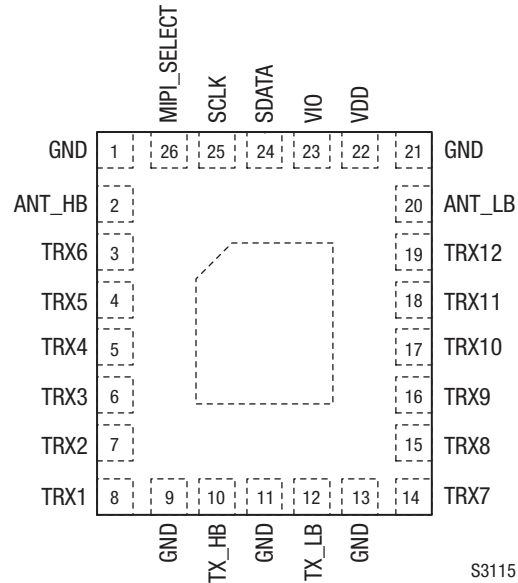 MIPI_SELECT
SCLK
SDATA
VIO
VDD
GND 1 26 25 24 23 22 21 GND
ANT_HB 2 20 ANT_LB
TRX6 3 19 TRX12
TRX5 4 18 TRX11
TRX4 5 17 TRX10
TRX3 6 16 TRX9
TRX2 7 15 TRX8
TRX1 8 9 10 11 12 13 14 TRX7
GND
TX_HB
GND
TX_LB
GND
S3115